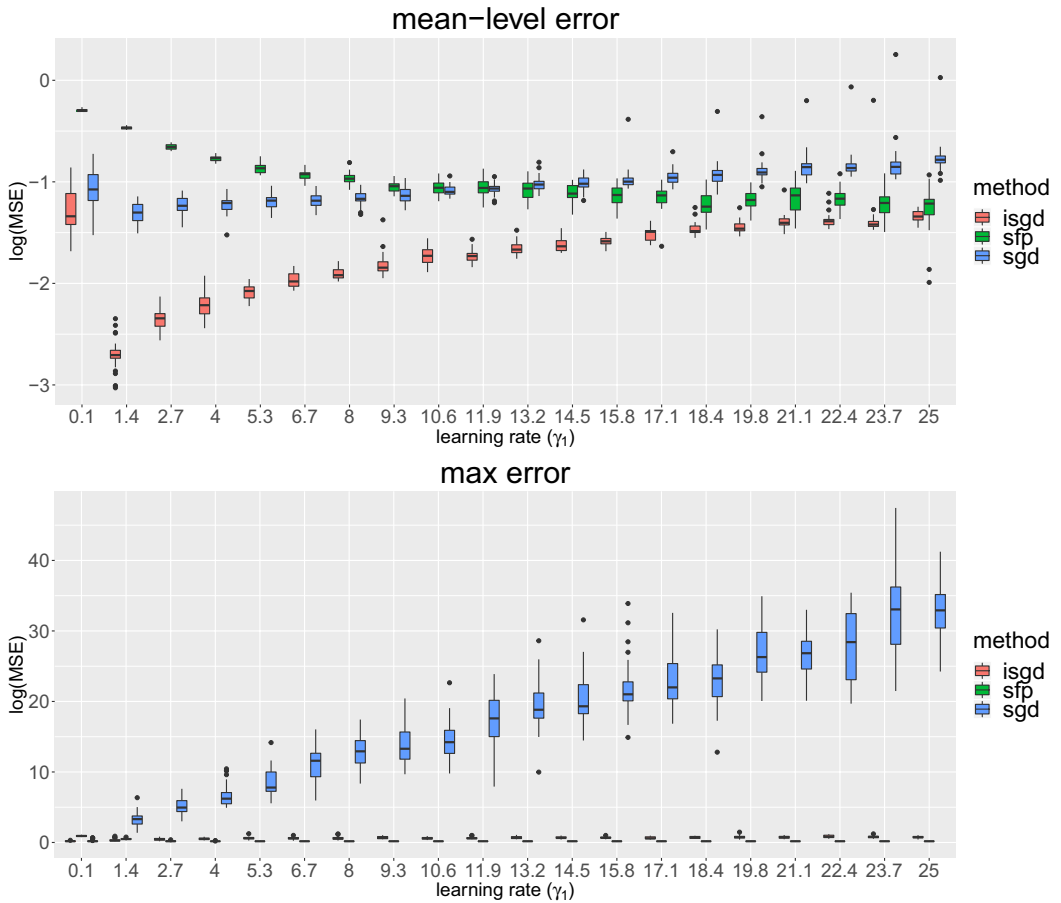 mean−level error
log(MSE)
0
−1
−2
−3
0.1 1.4 2.7 4 5.3 6.7 8 9.3 10.6 11.9 13.2 14.5 15.8 17.1 18.4 19.8 21.1 22.4 23.7 25
learning rate (γ₁)
method
isgd
sfp
sgd
max error
log(MSE)
40
30
20
10
0
0.1 1.4 2.7 4 5.3 6.7 8 9.3 10.6 11.9 13.2 14.5 15.8 17.1 18.4 19.8 21.1 22.4 23.7 25
learning rate (γ₁)
method
isgd
sfp
sgd